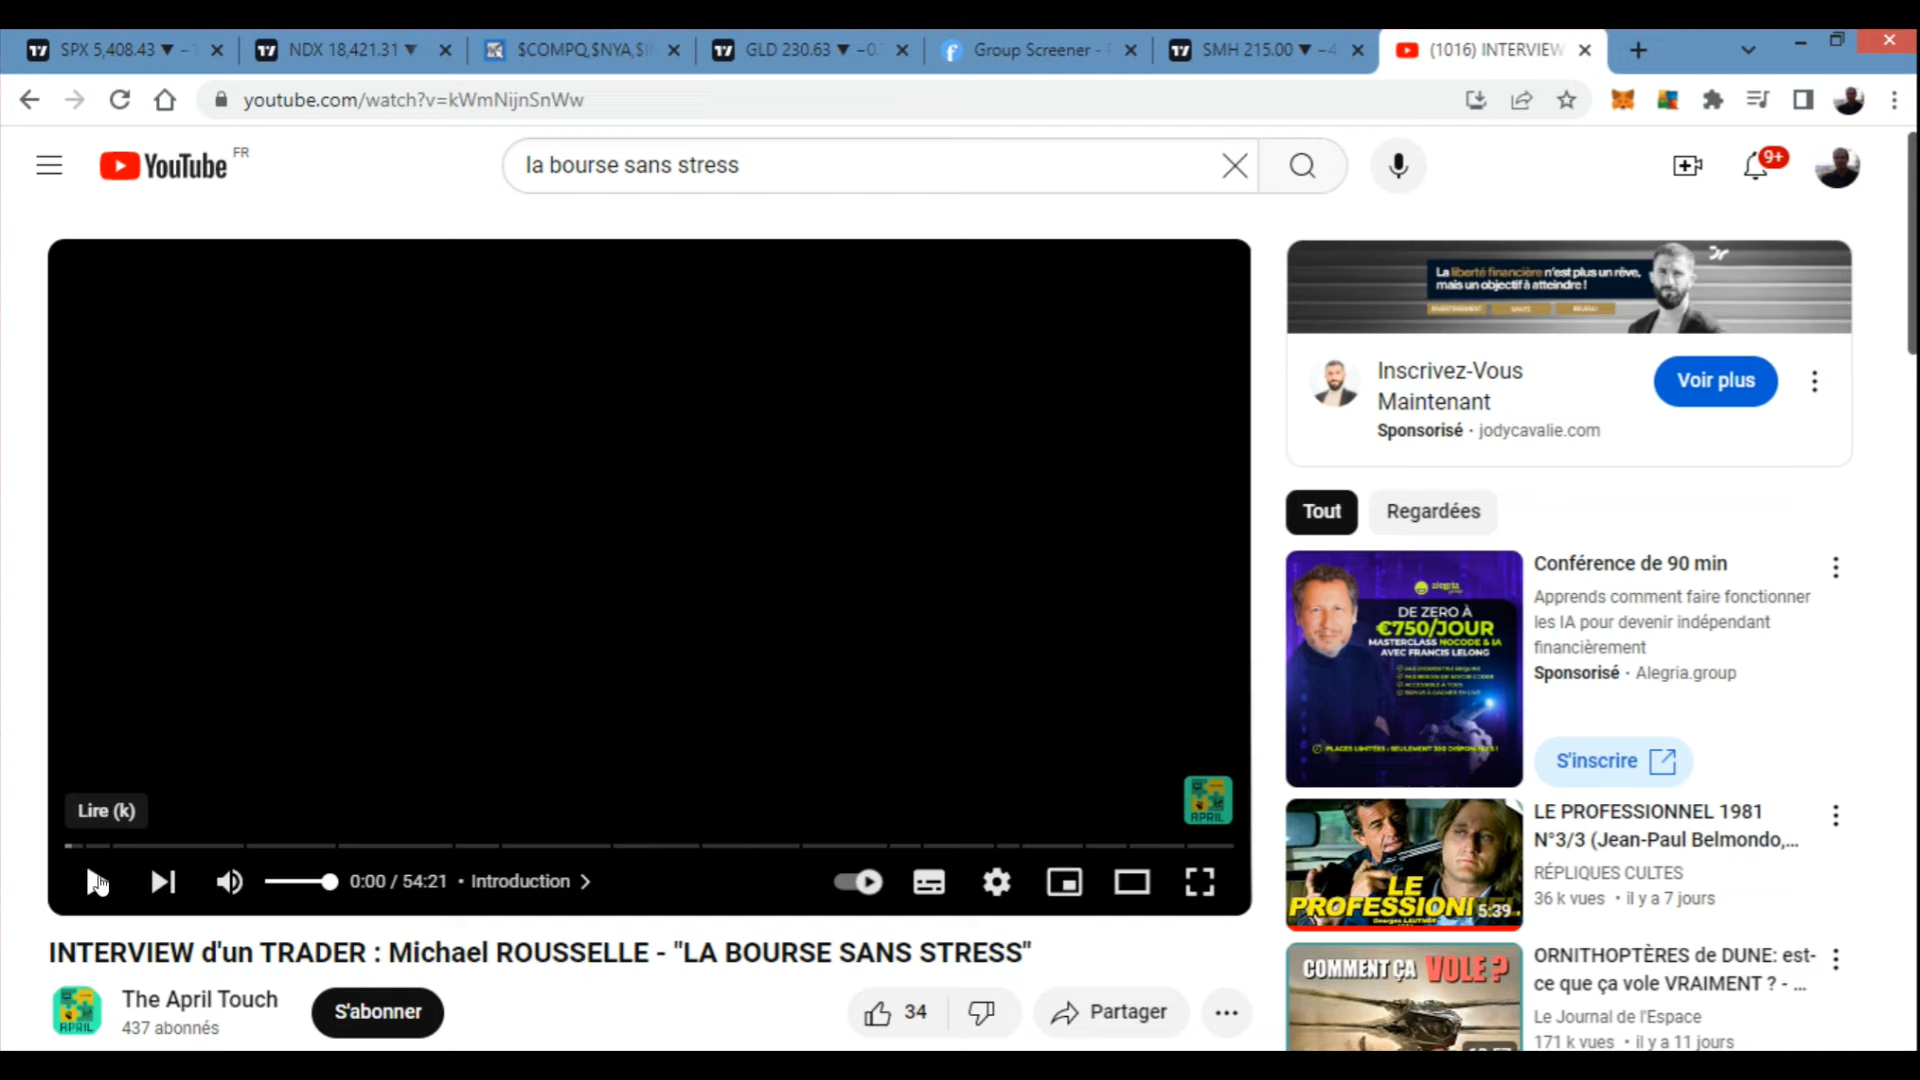 SPX 5,408.43 ▼ −
NDX 18,421.31 ▼
$COMPQ,$NYA,$I
GLD 230.63 ▼ −0.
Group Screener -
SMH 215.00 ▼ −4
(1016) INTERVIEW
youtube.com/watch?v=kWmNijnSnWw
YouTube FR
la bourse sans stress
9+
La liberté financière n'est plus un rêve,
mais un objectif à atteindre !
Inscrivez-Vous
Maintenant
Sponsorisé · jodycavalie.com
Voir plus
Tout
Regardées
alegria
DE ZERO À
€750/JOUR
MASTERCLASS NOCODE & IA
AVEC FRANCIS LELONG
PLACES LIMITÉES : SEULEMENT 300 DISPONIBLES !
Conférence de 90 min
Apprends comment faire fonctionner
les IA pour devenir indépendant
financièrement
Sponsorisé · Alegria.group
S'inscrire
APRIL
Lire (k)
0:00 / 54:21 • Introduction
LE
PROFESSIONNEL
5:39
LE PROFESSIONNEL 1981
N°3/3 (Jean-Paul Belmondo,...
RÉPLIQUES CULTES
36 k vues • il y a 7 jours
INTERVIEW d'un TRADER : Michael ROUSSELLE - "LA BOURSE SANS STRESS"
APRIL
The April Touch
437 abonnés
S'abonner
34
Partager
COMMENT ÇA VOLE ?
ORNITHOPTÈRES de DUNE: est-
ce que ça vole VRAIMENT ? - ...
Le Journal de l'Espace
171 k vues • il y a 11 jours